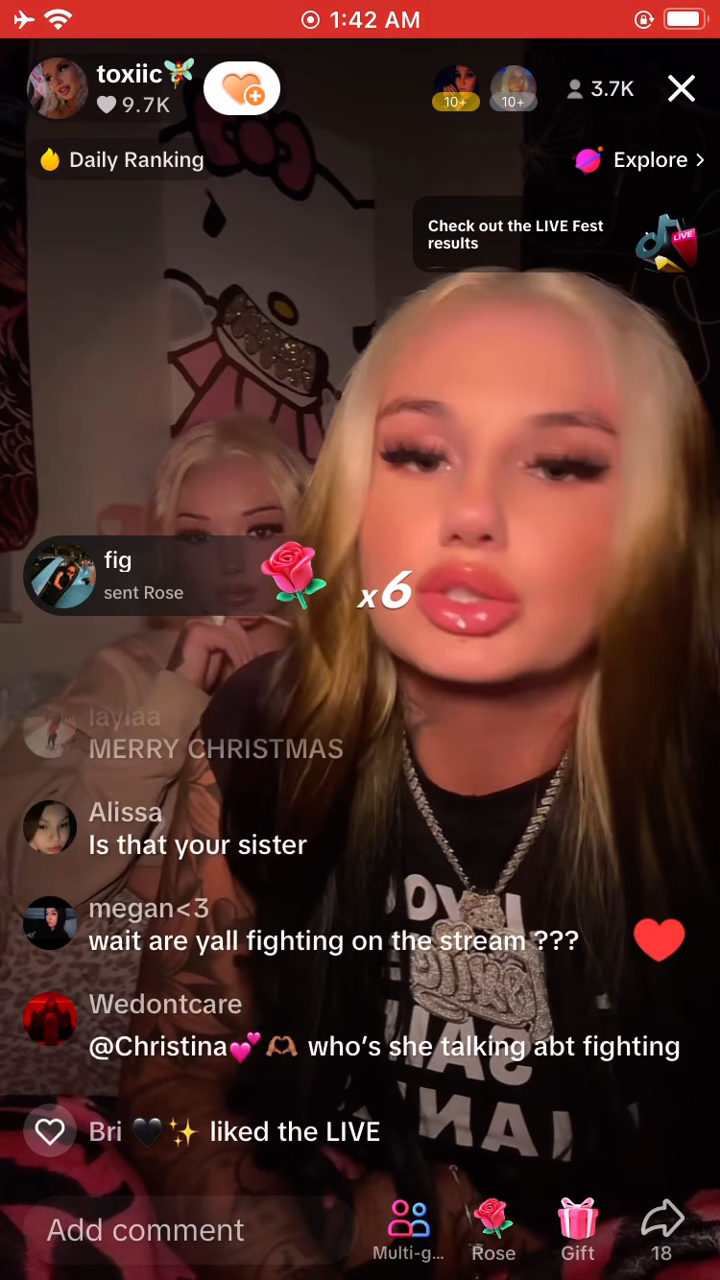 1:42 AM
toxiic🧚
9.7K
10+
10+
3.7K
Daily Ranking
Explore >
Check out the LIVE Fest
results
LIVE
fig
sent Rose
x6
laylaa
MERRY CHRISTMAS
Alissa
Is that your sister
megan<3
wait are yall fighting on the stream ???
Wedontcare
@Christina💕🫶🏽 who's she talking abt fighting
Bri 🖤✨ liked the LIVE
Add comment
Multi-g...
Rose
Gift
18